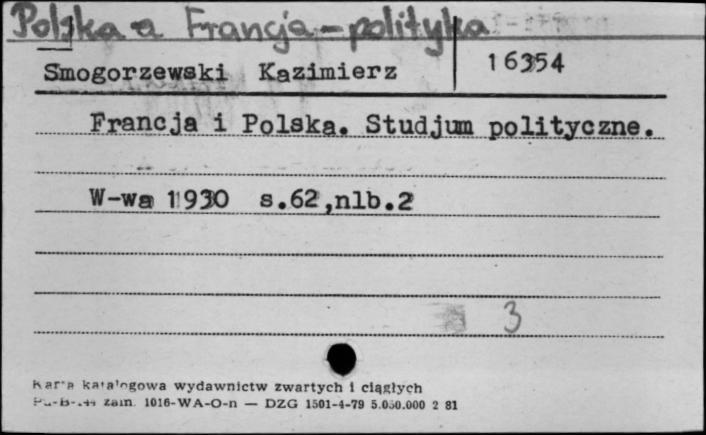 Polska a Francja - polityka
Smogorzewski Kazimierz
16354
Francja i Polska. Studjum polityczne.
W-wa 1930 s.62,nlb.2
3
Karta katalogowa wydawnictw zwartych i ciągłych
zam. 1016-WA-O-n — DZG 1501-4-79 5.050.000 2 81